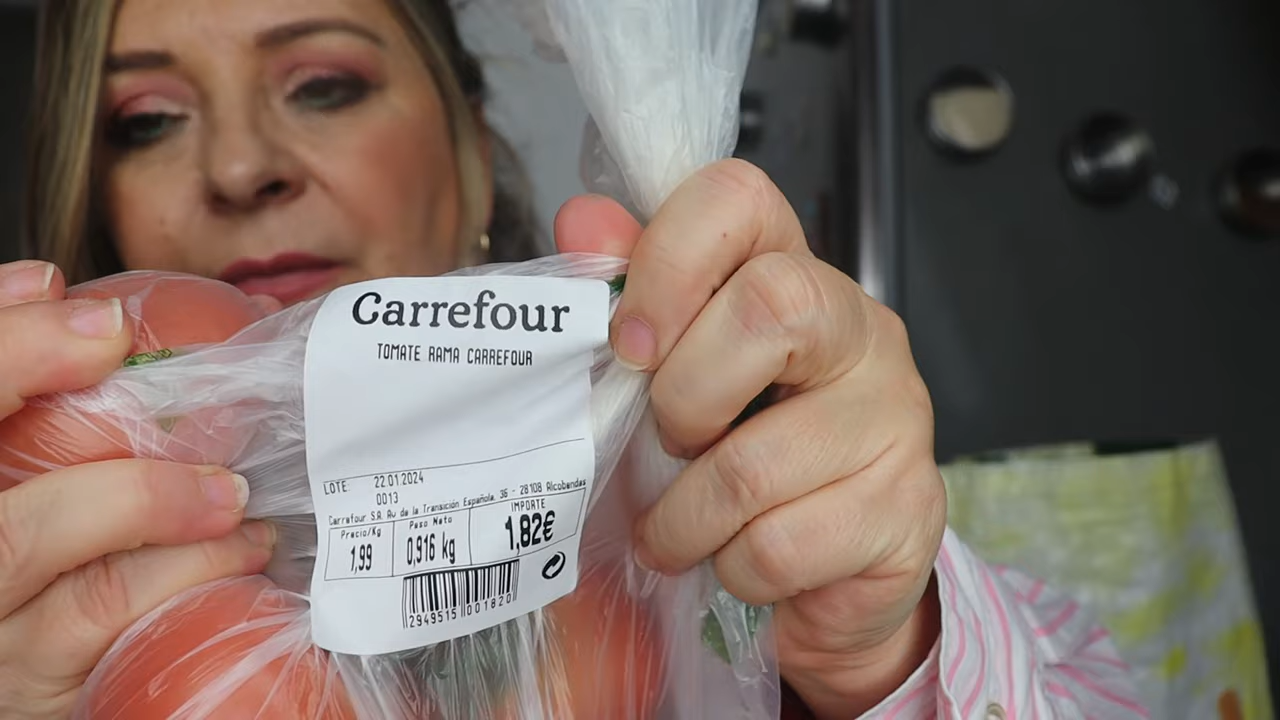 Carrefour
TOMATE RAMA CARREFOUR
LOTE: 22.01.2024
0013
Carrefour S.A. Av de la Transición Española, 36 - 28108 Alcobendas
Precio/Kg Peso Neto IMPORTE
1,99 0,916 kg 1,82€
2949515 001820